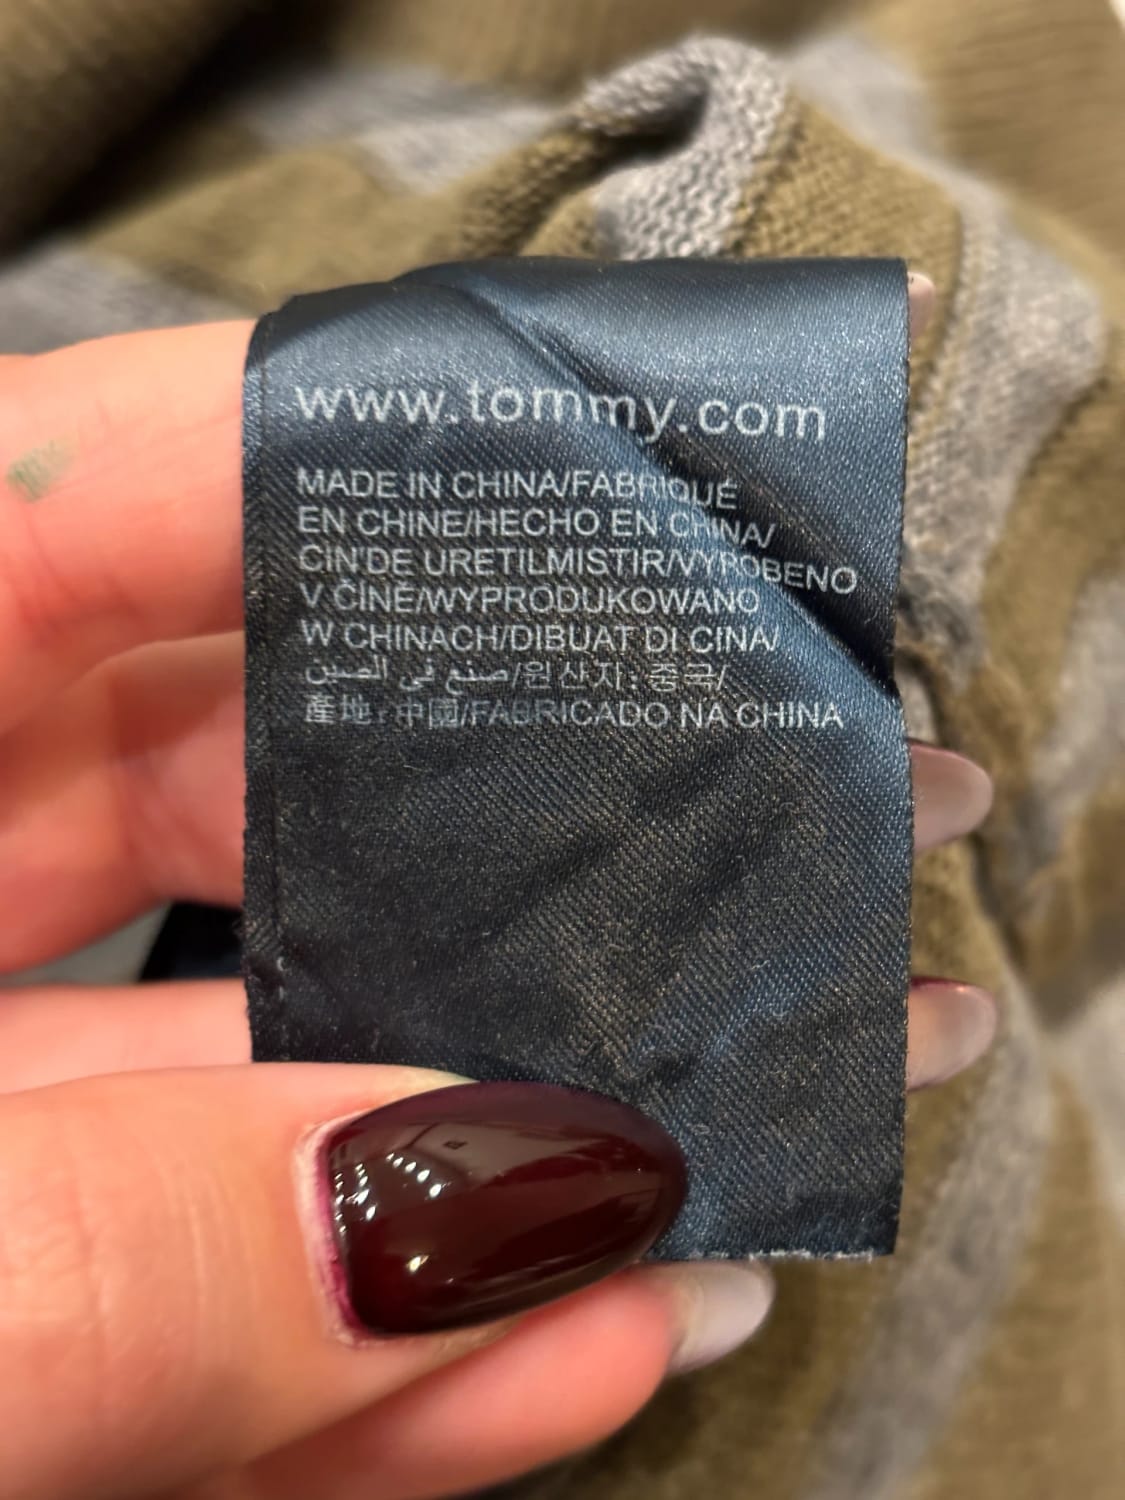 www.tommy.com
MADE IN CHINA/FABRIQUÉ
EN CHINE/HECHO EN CHINA/
CIN'DE URETILMISTIR/VYROBENO
V ČÍNĚ/WYPRODUKOWANO
W CHINACH/DIBUAT DI CINA/
صنع في الصين/원산지: 중국/
產地: 中國/FABRICADO NA CHINA